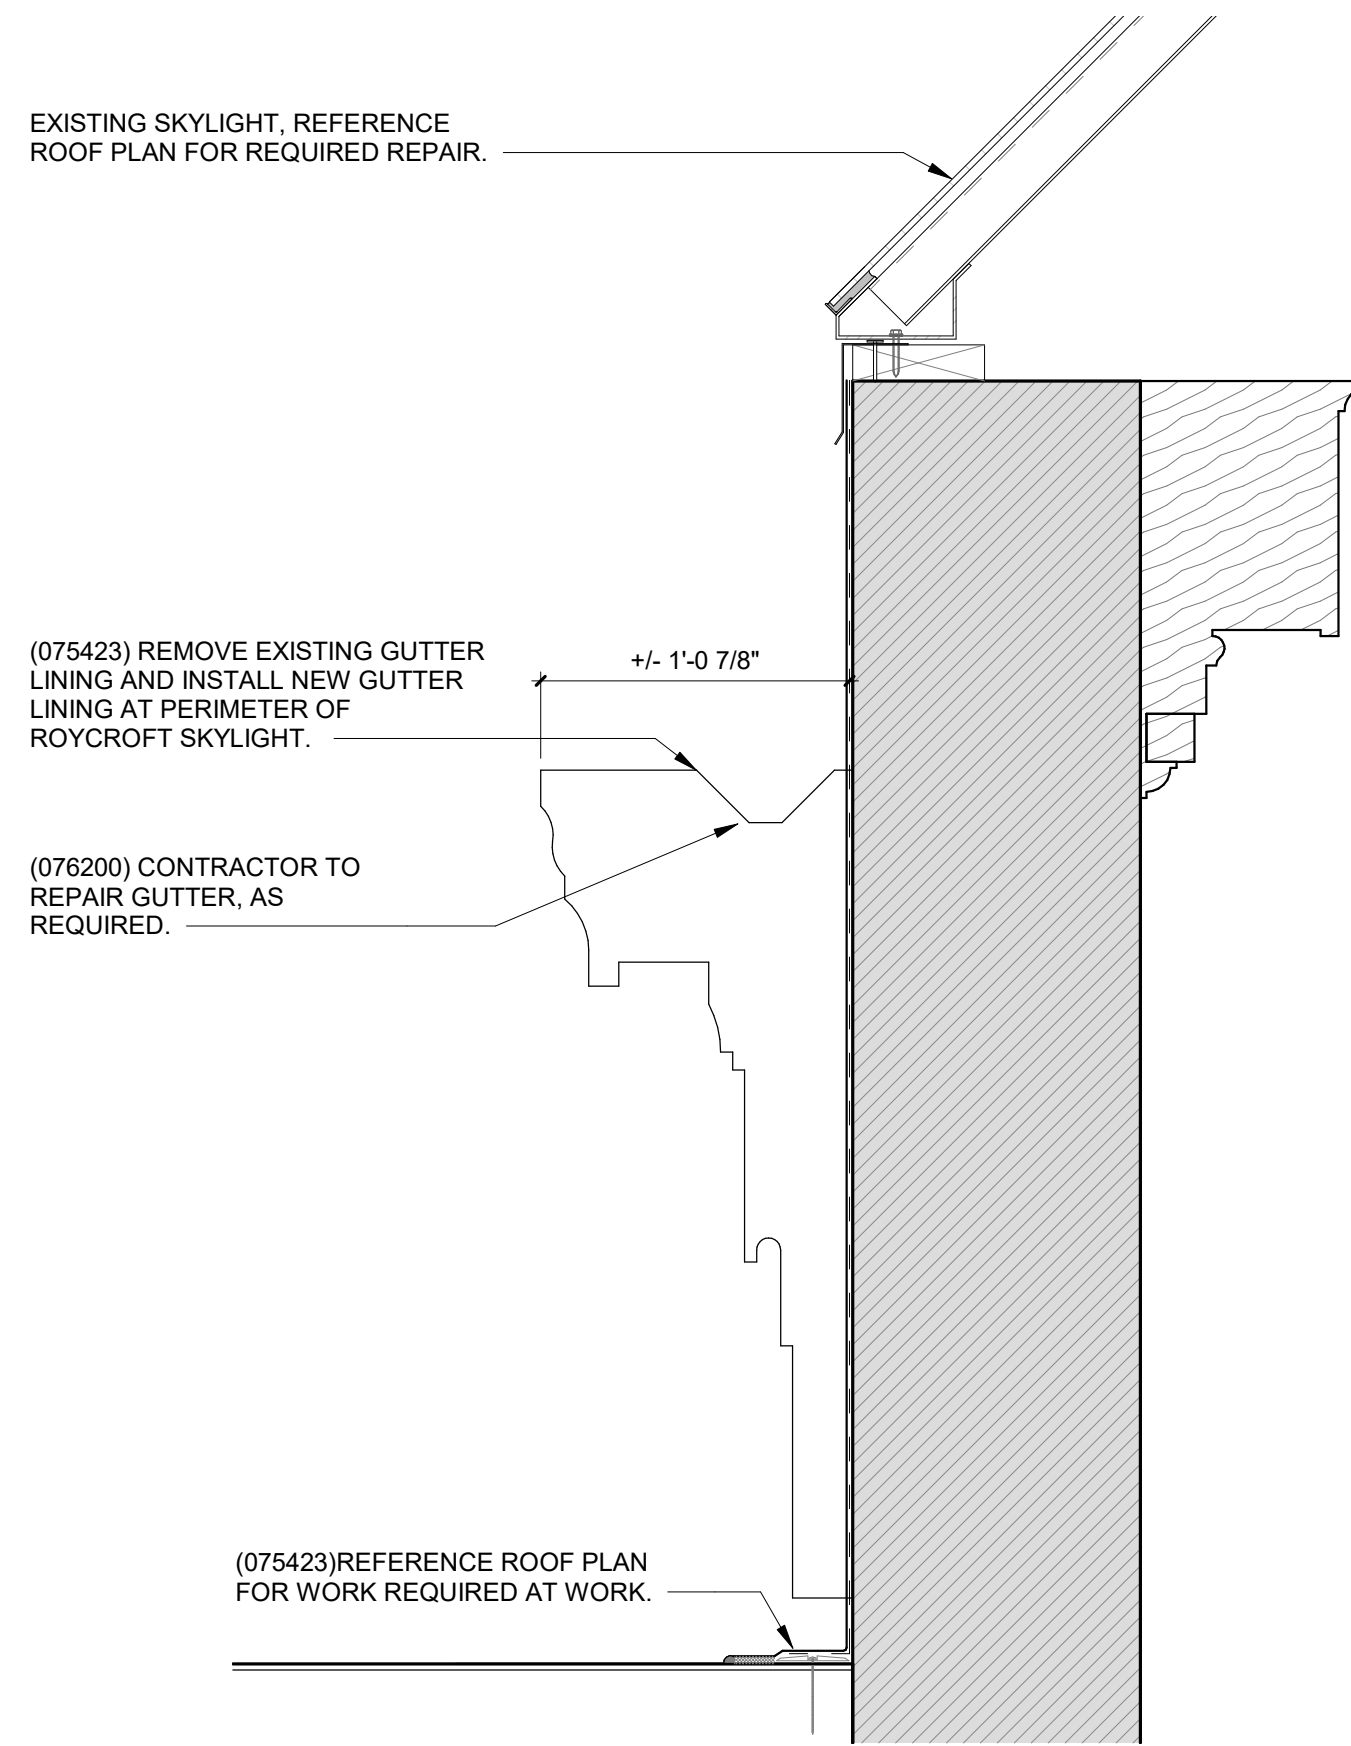 EXISTING SKYLIGHT, REFERENCE
ROOF PLAN FOR REQUIRED REPAIR.
(075423) REMOVE EXISTING GUTTER
LINING AND INSTALL NEW GUTTER
LINING AT PERIMETER OF
ROYCROFT SKYLIGHT.
+/- 1'-0 7/8"
(076200) CONTRACTOR TO
REPAIR GUTTER, AS
REQUIRED.
(075423)REFERENCE ROOF PLAN
FOR WORK REQUIRED AT WORK.